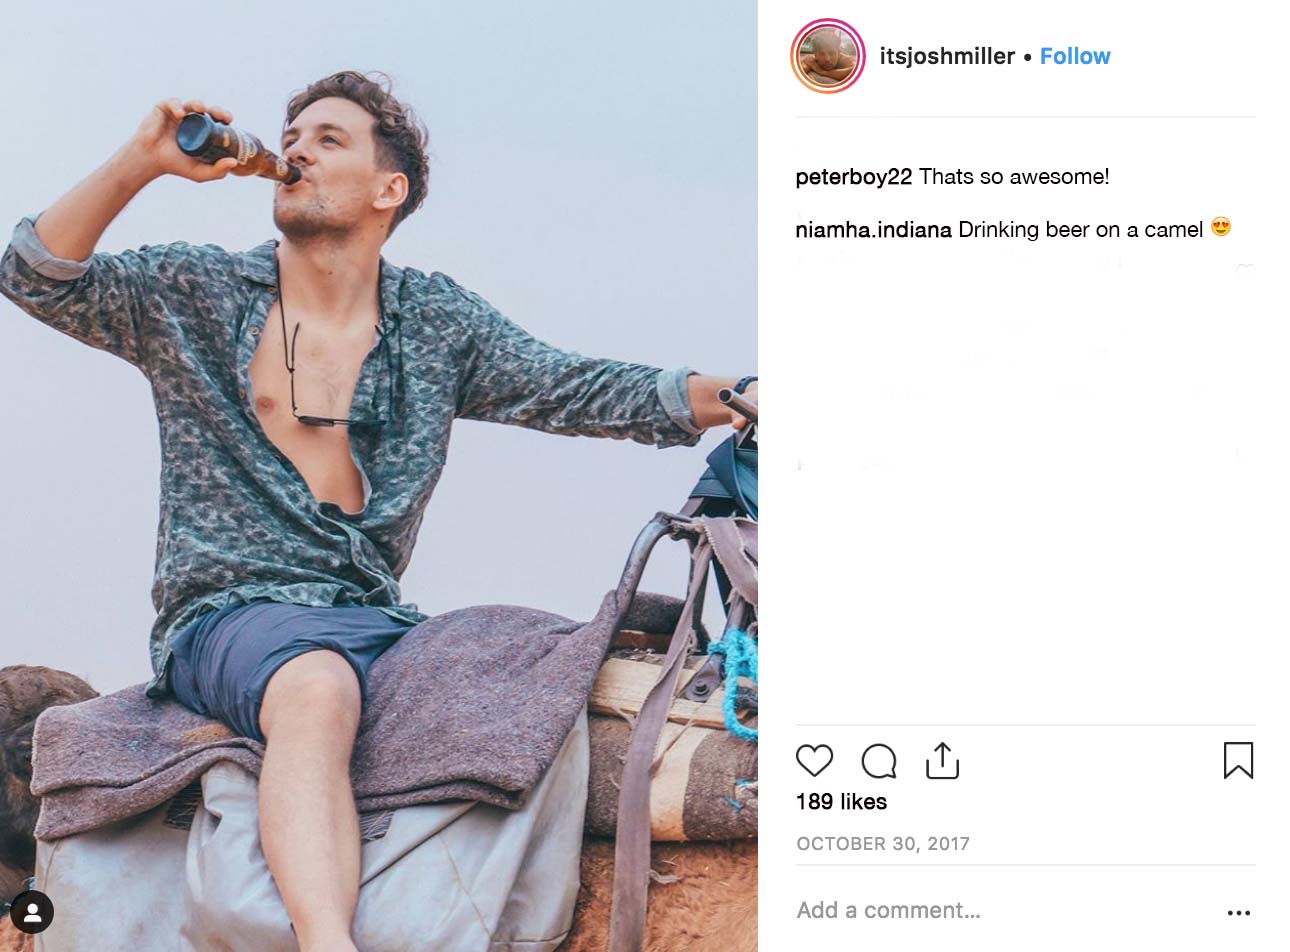 itsjoshmiller • Follow
peterboy22 Thats so awesome!
niamha.indiana Drinking beer on a camel 😍
189 likes
OCTOBER 30, 2017
Add a comment...